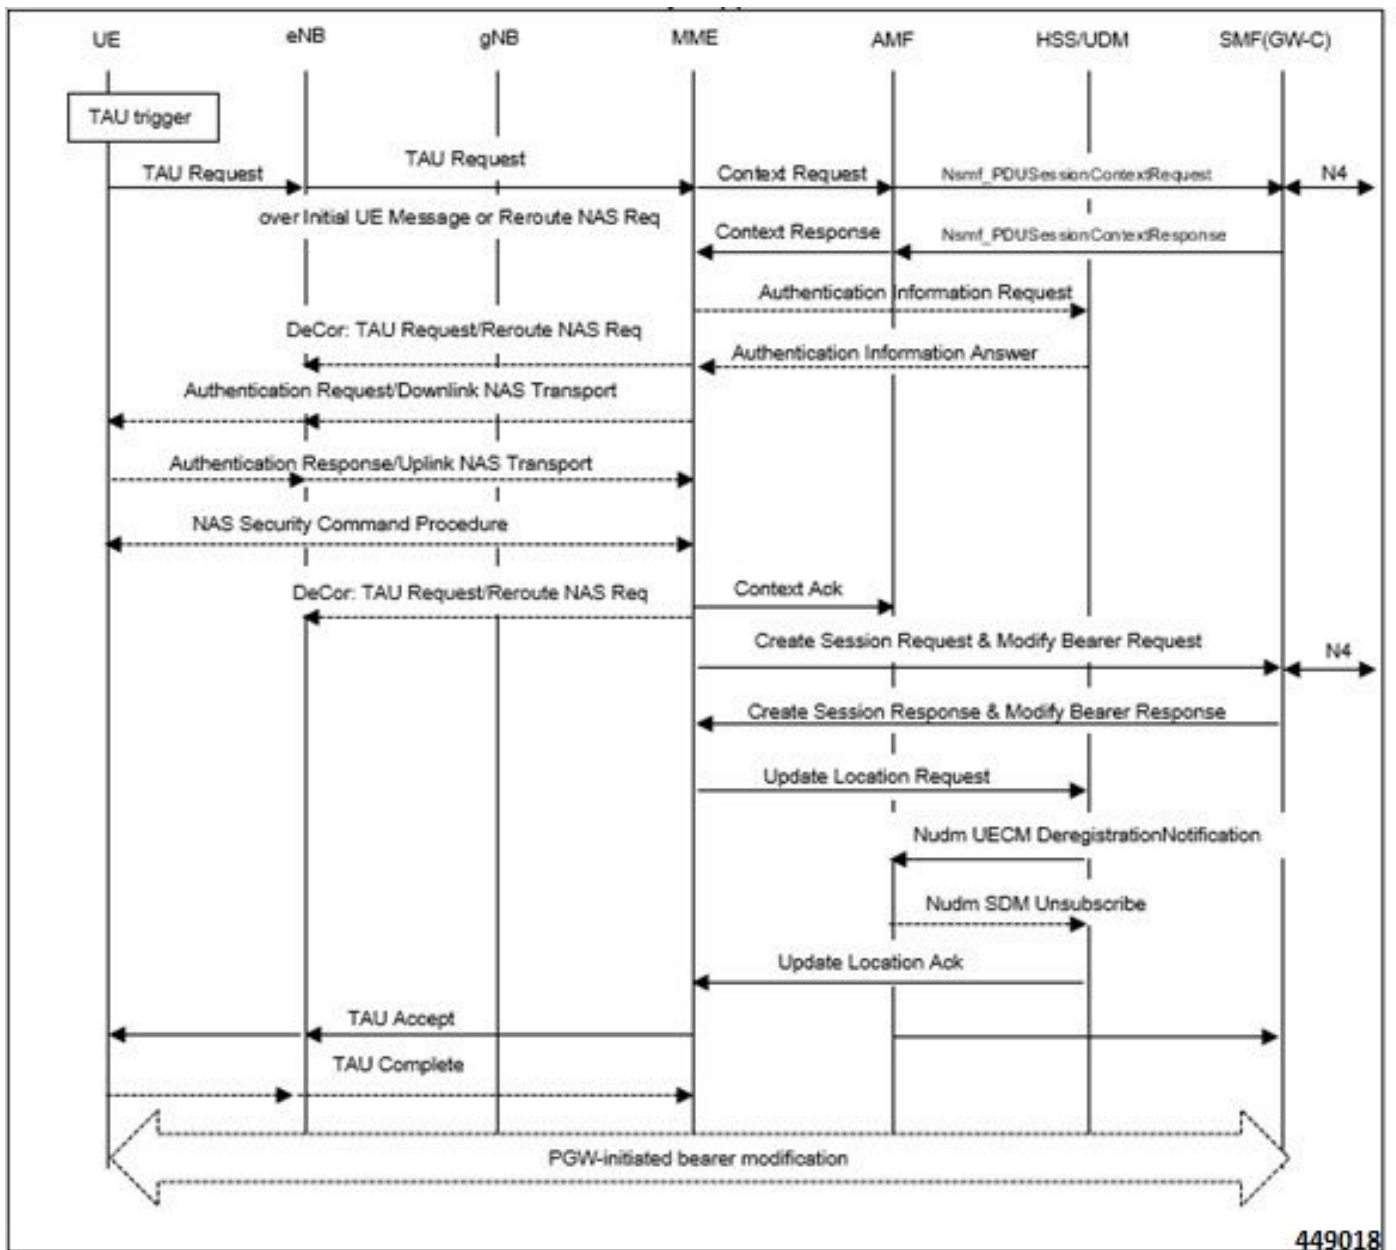 UE eNB gNB MME AMF HSS/UDM SMF(GW-C)
TAU trigger
TAU Request
TAU Request
Context Request
Nsmf_PDUSessionContextRequest
N4
over Initial UE Message or Reroute NAS Req
Context Response
Nsmf_PDUSessionContextResponse
Authentication Information Request
DeCor: TAU Request/Reroute NAS Req
Authentication Information Answer
Authentication Request/Downlink NAS Transport
Authentication Response/Uplink NAS Transport
NAS Security Command Procedure
DeCor: TAU Request/Reroute NAS Req
Context Ack
Create Session Request & Modify Bearer Request
N4
Create Session Response & Modify Bearer Response
Update Location Request
Nudm UECM DeregistrationNotification
Nudm SDM Unsubscribe
Update Location Ack
TAU Accept
TAU Complete
PGW-initiated bearer modification
449018